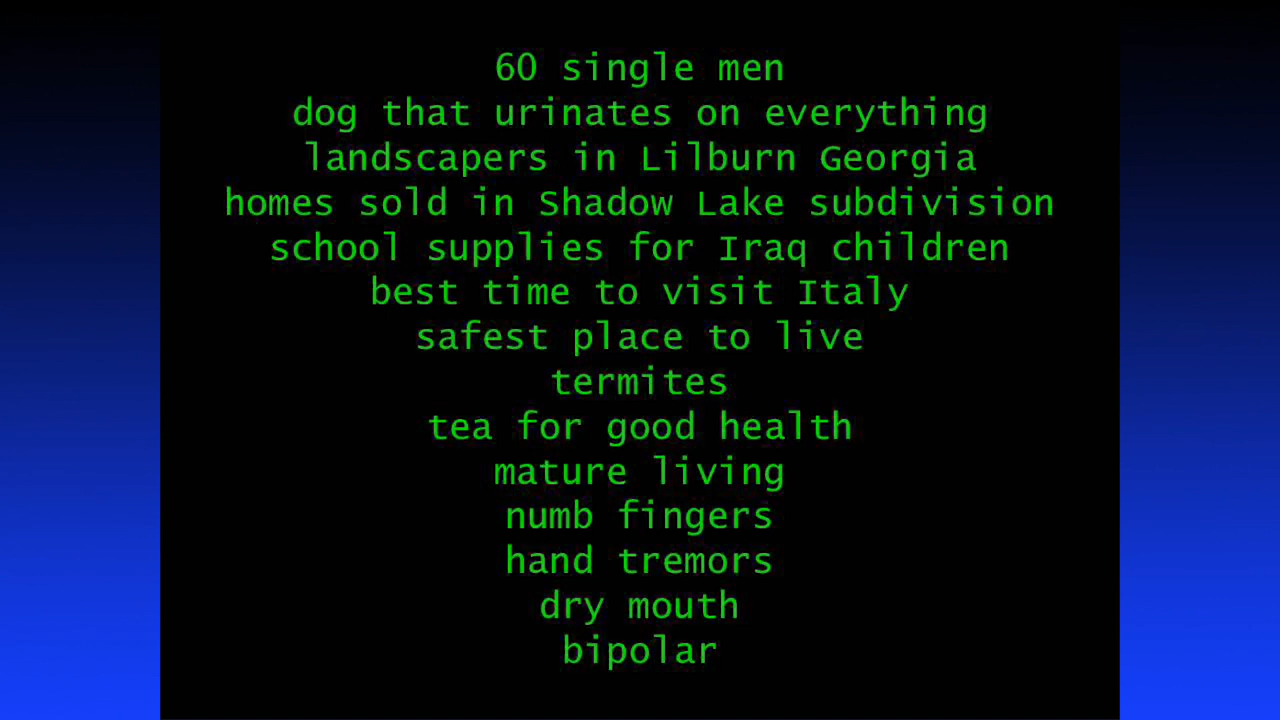 60 single men
dog that urinates on everything
landscapers in Lilburn Georgia
homes sold in Shadow Lake subdivision
school supplies for Iraq children
best time to visit Italy
safest place to live
termites
tea for good health
mature living
numb fingers
hand tremors
dry mouth
bipolar